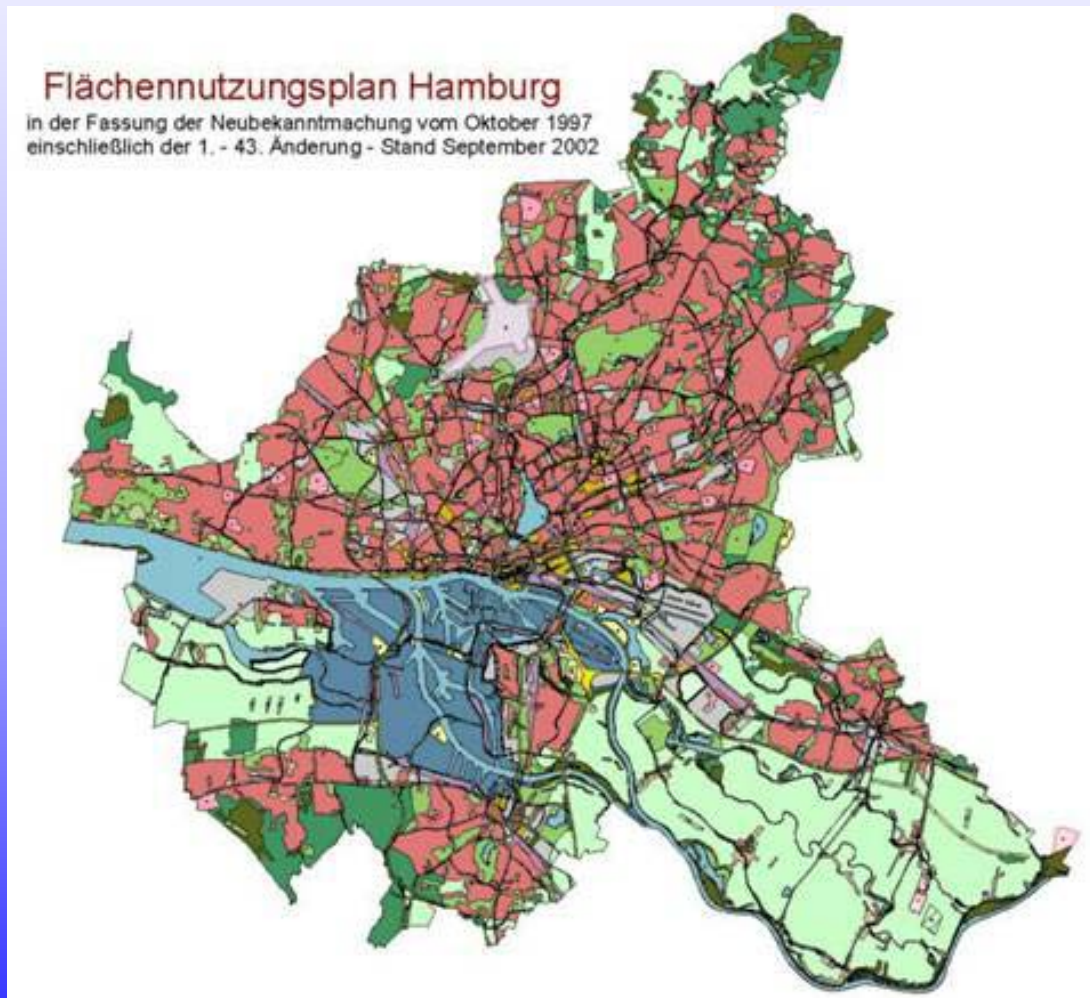 Flächennutzungsplan Hamburg
in der Fassung der Neubekanntmachung vom Oktober 1997
einschließlich der 1. - 43. Änderung - Stand September 2002